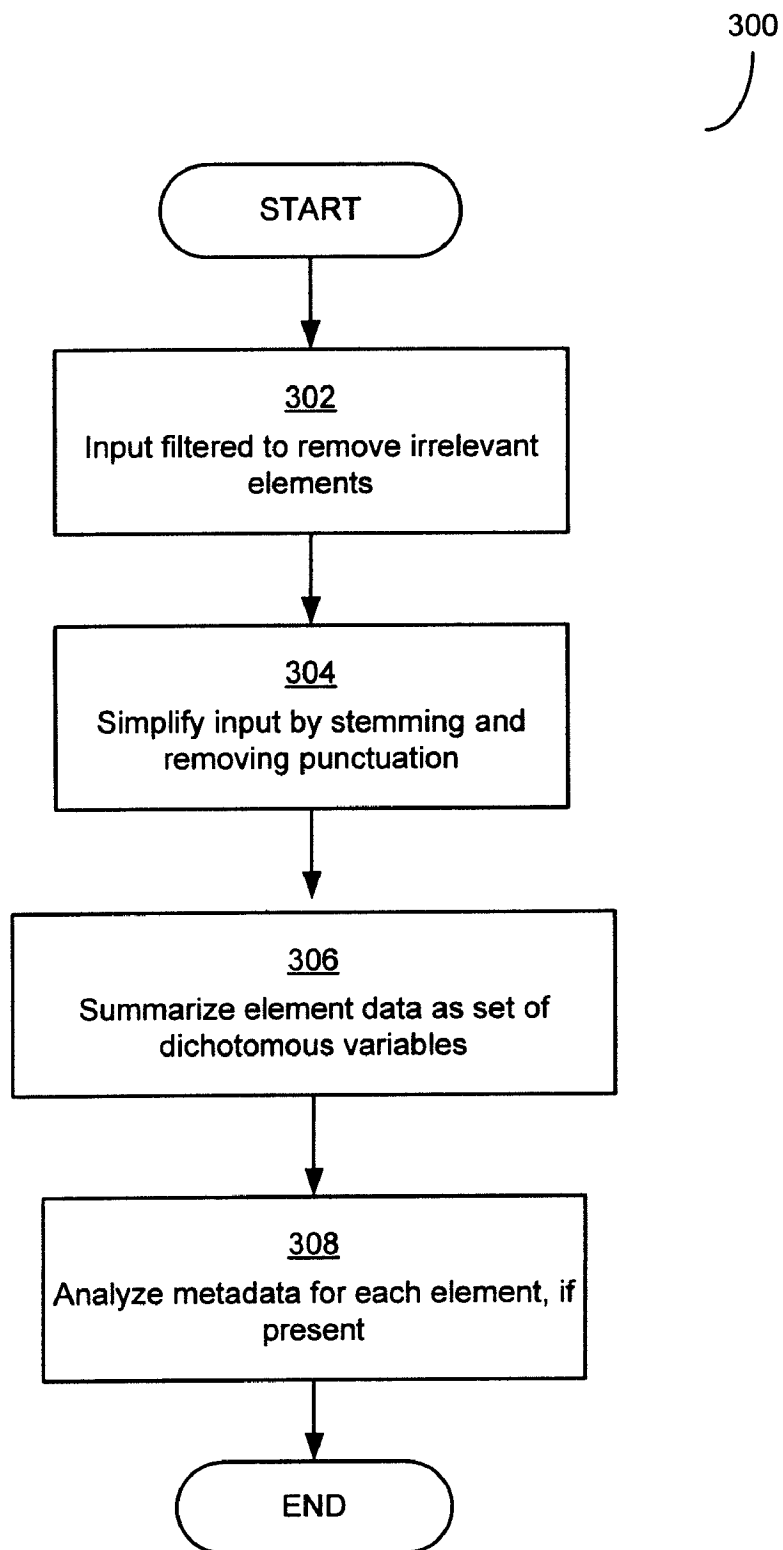 300
START
302
Input filtered to remove irrelevant
elements
304
Simplify input by stemming and
removing punctuation
306
Summarize element data as set of
dichotomous variables
308
Analyze metadata for each element, if
present
END